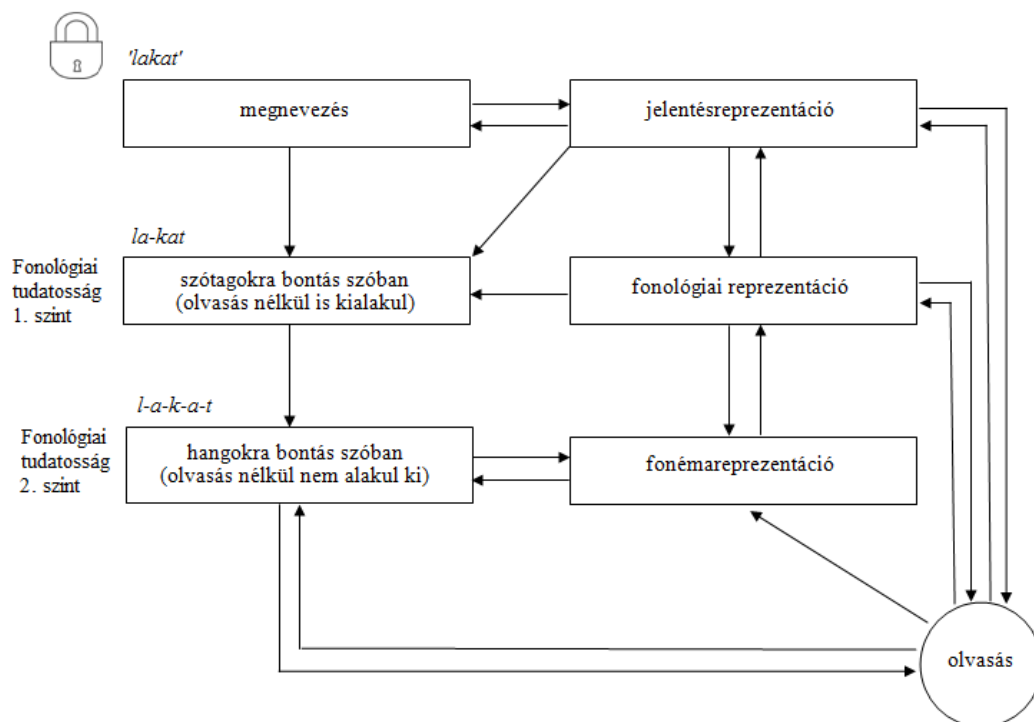 'lakat'
megnevezés
jelentésreprezentáció
la-kat
Fonológiai
tudatosság
1. szint
szótagokra bontás szóban
(olvasás nélkül is kialakul)
fonológiai reprezentáció
l-a-k-a-t
Fonológiai
tudatosság
2. szint
hangokra bontás szóban
(olvasás nélkül nem alakul ki)
fonémareprezentáció
olvasás